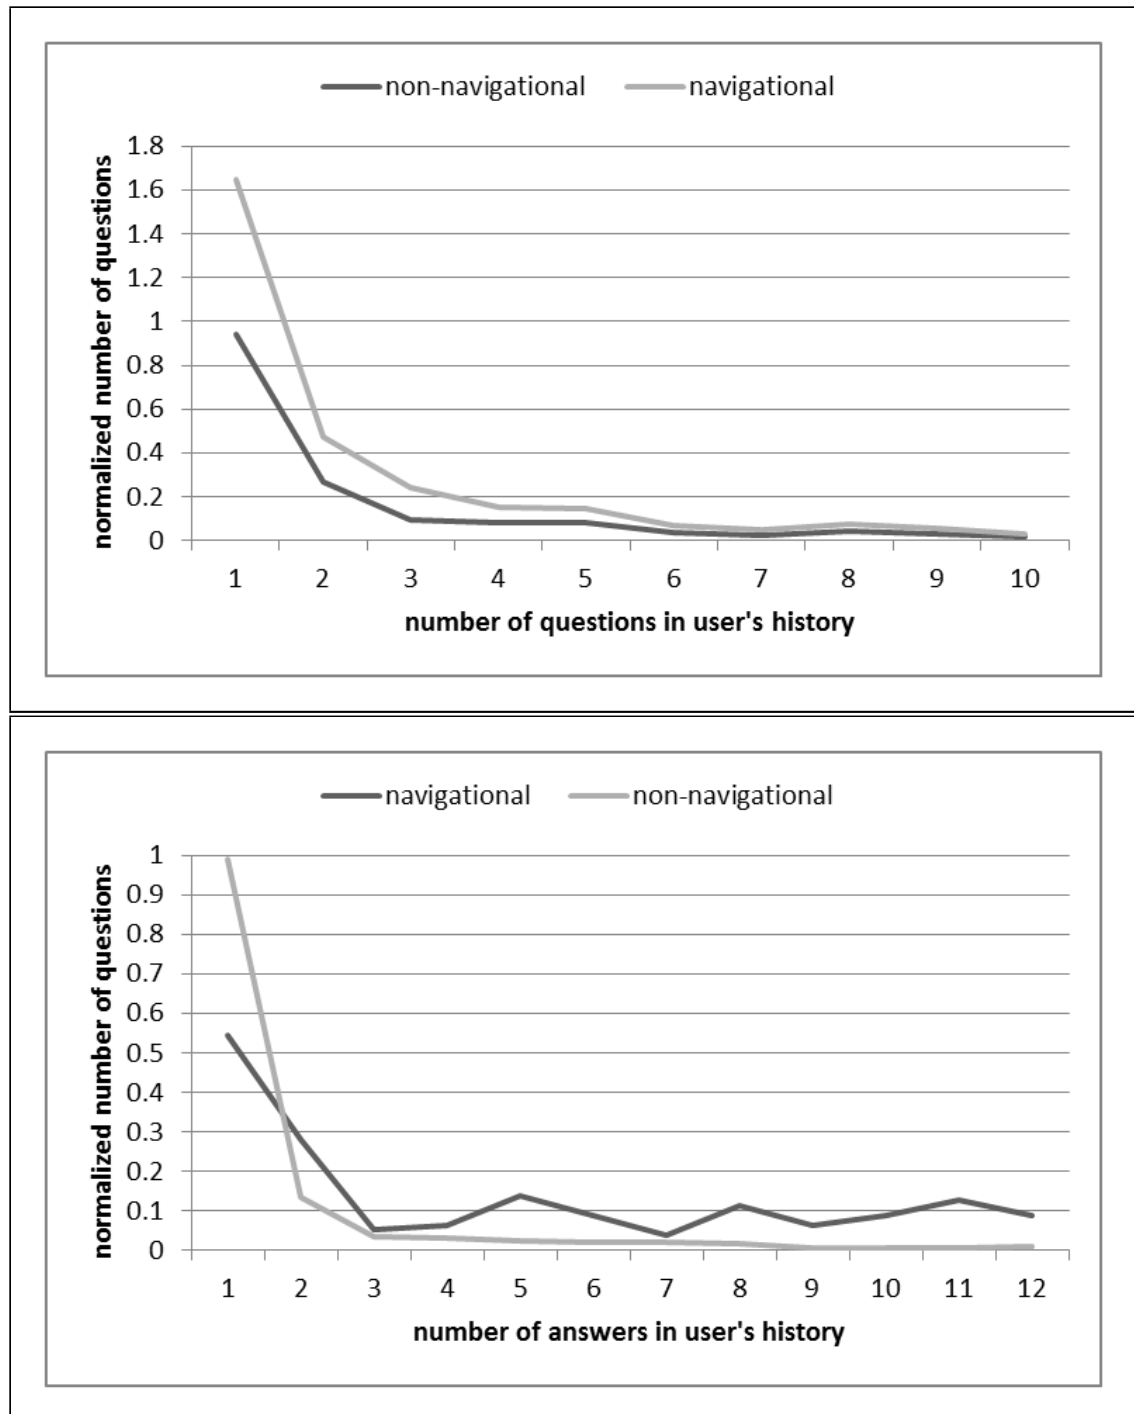 non-navigational navigational
normalized number of questions
1.8
1.6
1.4
1.2
1
0.8
0.6
0.4
0.2
0
1 2 3 4 5 6 7 8 9 10
number of questions in user's history
navigational non-navigational
normalized number of questions
1
0.9
0.8
0.7
0.6
0.5
0.4
0.3
0.2
0.1
0
1 2 3 4 5 6 7 8 9 10 11 12
number of answers in user's history